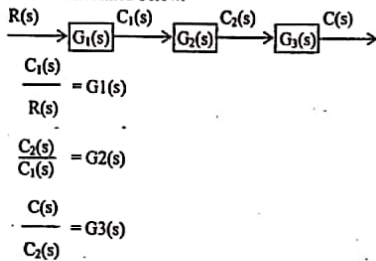 R(s) C₁(s) C₂(s) C(s)
G₁(s) G₂(s) G₃(s)
C₁(s)
= G1(s)
R(s)
C₂(s)
= G2(s)
C₁(s)
C(s)
= G3(s)
C₂(s)